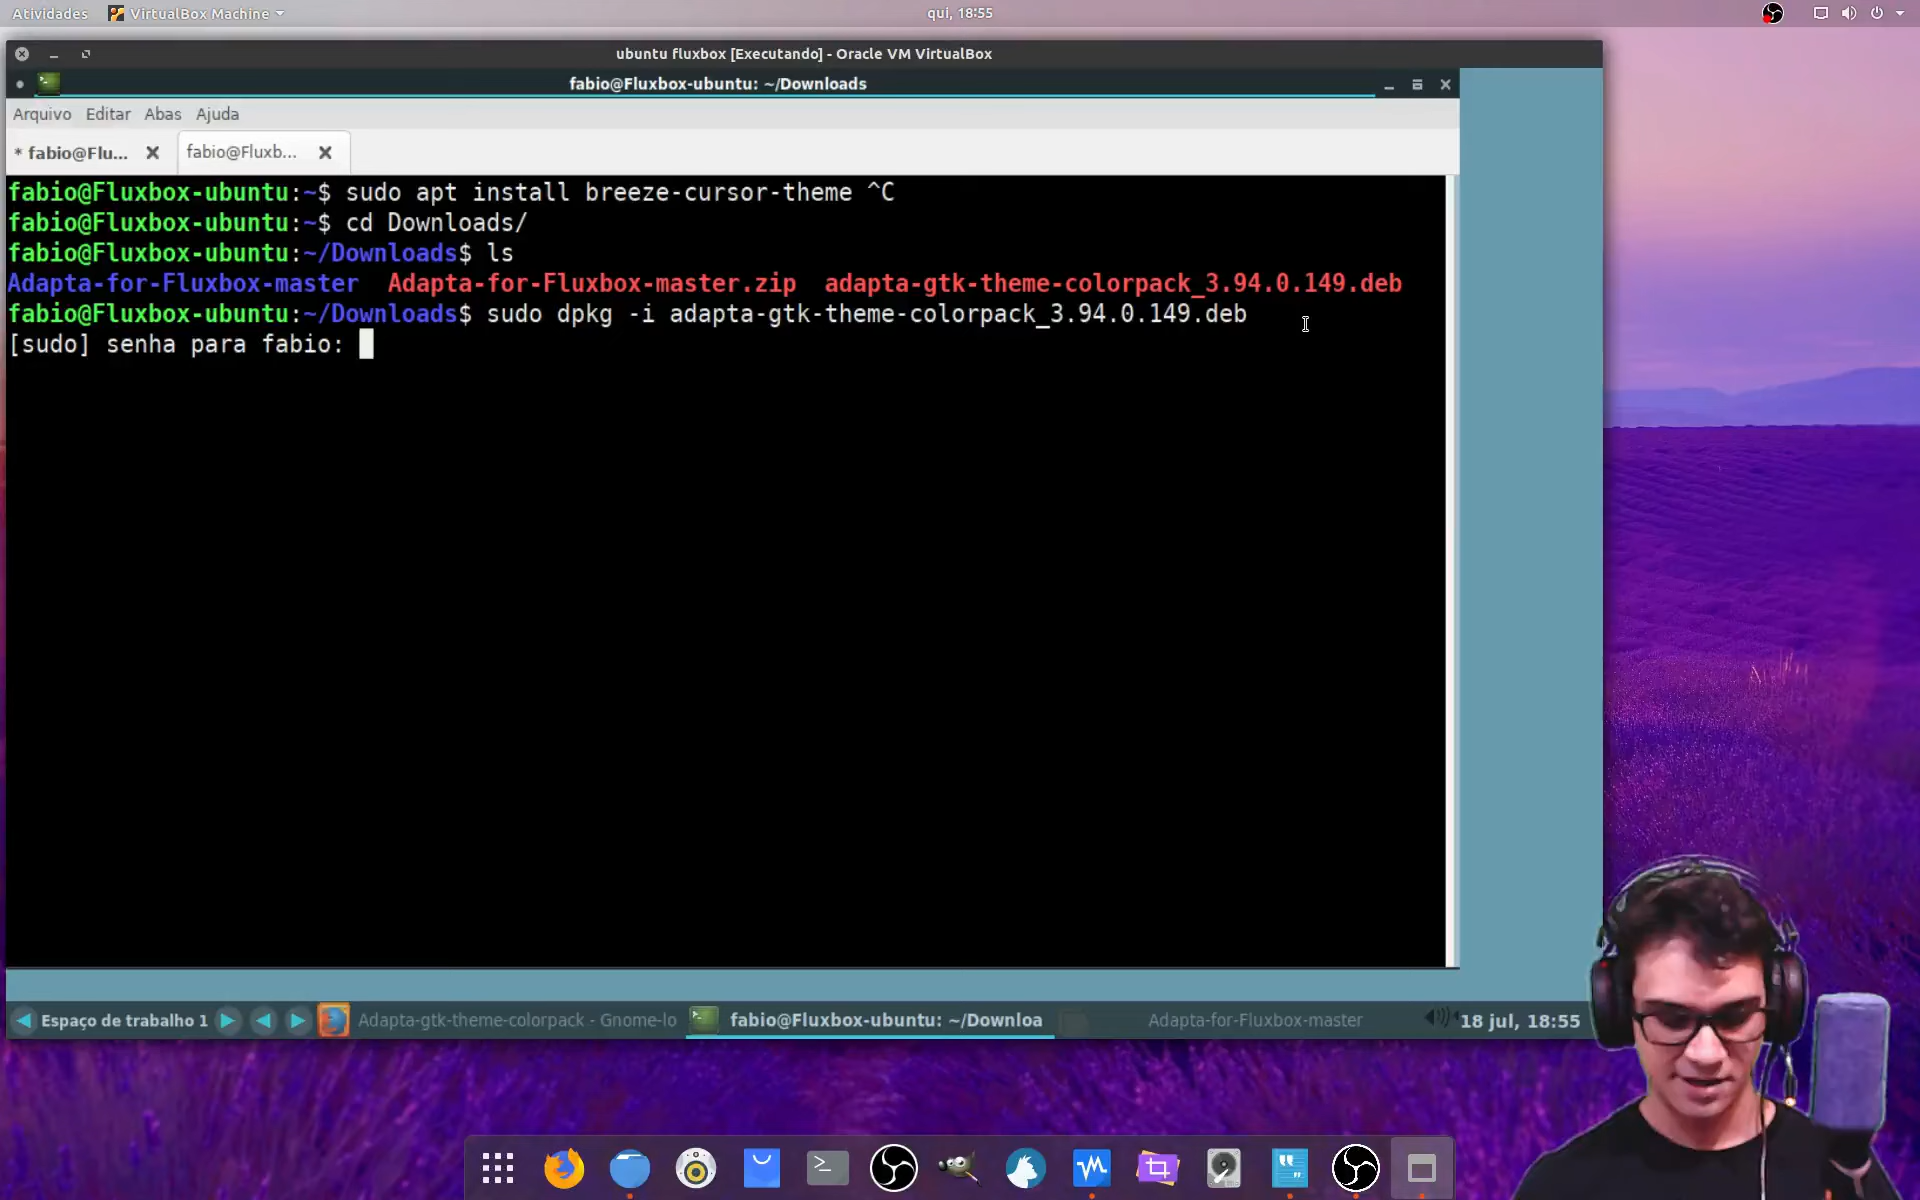 Atividades VirtualBox Machine qui, 18:55
ubuntu fluxbox [Executando] - Oracle VM VirtualBox
fabio@Fluxbox-ubuntu: ~/Downloads
Arquivo Editar Abas Ajuda
* fabio@Flu... fabio@Fluxb...
fabio@Fluxbox-ubuntu:~$ sudo apt install breeze-cursor-theme ^C
fabio@Fluxbox-ubuntu:~$ cd Downloads/
fabio@Fluxbox-ubuntu:~/Downloads$ ls
Adapta-for-Fluxbox-master Adapta-for-Fluxbox-master.zip adapta-gtk-theme-colorpack_3.94.0.149.deb
fabio@Fluxbox-ubuntu:~/Downloads$ sudo dpkg -i adapta-gtk-theme-colorpack_3.94.0.149.deb
[sudo] senha para fabio:
Espaço de trabalho 1 Adapta-gtk-theme-colorpack - Gnome-lo fabio@Fluxbox-ubuntu: ~/Downloa Adapta-for-Fluxbox-master 18 jul, 18:55